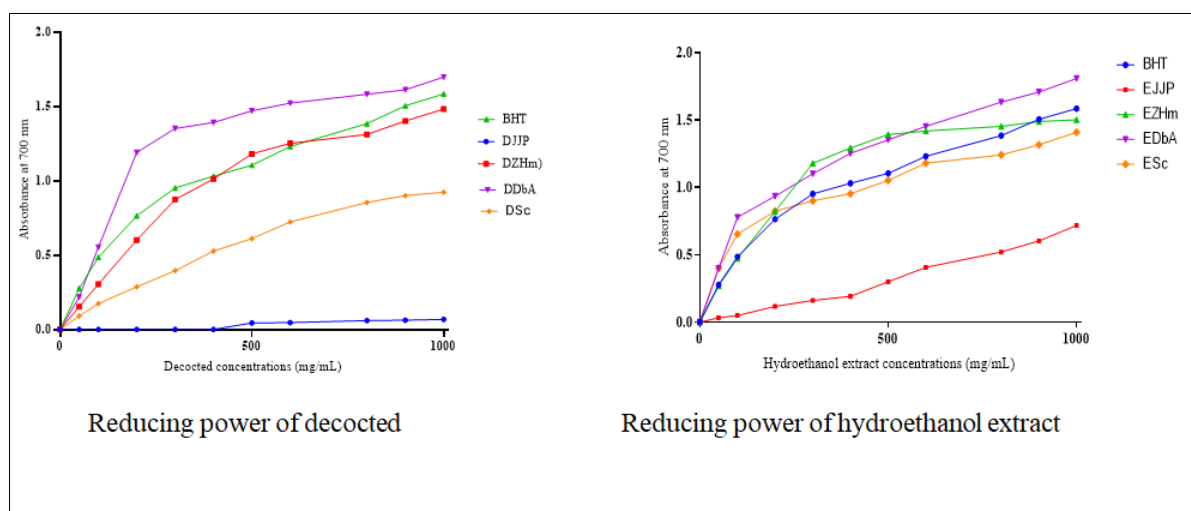 2.0
1.5
1.0
0.5
0.0
0
500
1000
Absorbance at 700 nm
Decocted concentrations (mg/mL)
BHT
DJJP
DZHm)
DDbA
DSc
Reducing power of decocted
2.0
1.5
1.0
0.5
0.0
0
500
1000
Absorbance at 700 nm
Hydroethanol extract concentrations (mg/mL)
BHT
EJJP
EZHm
EDbA
ESc
Reducing power of hydroethanol extract